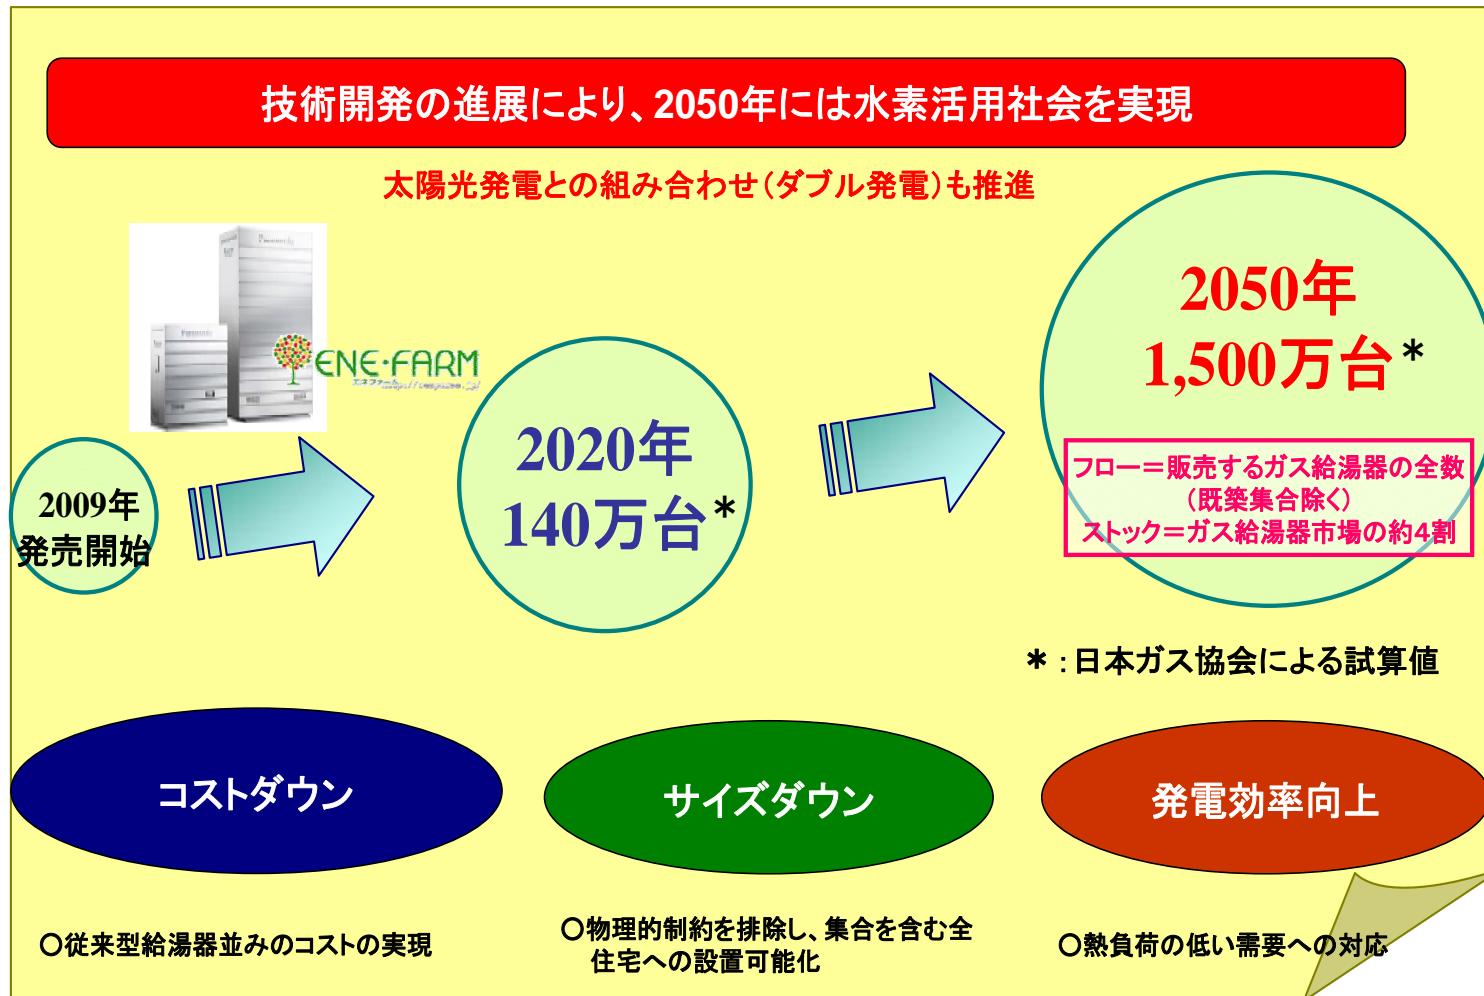 技術開発の進展により、2050年には水素活用社会を実現
太陽光発電との組み合わせ（ダブル発電）も推進
ENE・FARM
エネファーム
2009年
発売開始
2020年
140万台*
2050年
1,500万台*
フロー＝販売するガス給湯器の全数
（既築集合除く）
ストック＝ガス給湯器市場の約4割
*：日本ガス協会による試算値
コストダウン
サイズダウン
発電効率向上
○従来型給湯器並みのコストの実現
○物理的制約を排除し、集合を含む全
住宅への設置可能化
○熱負荷の低い需要への対応